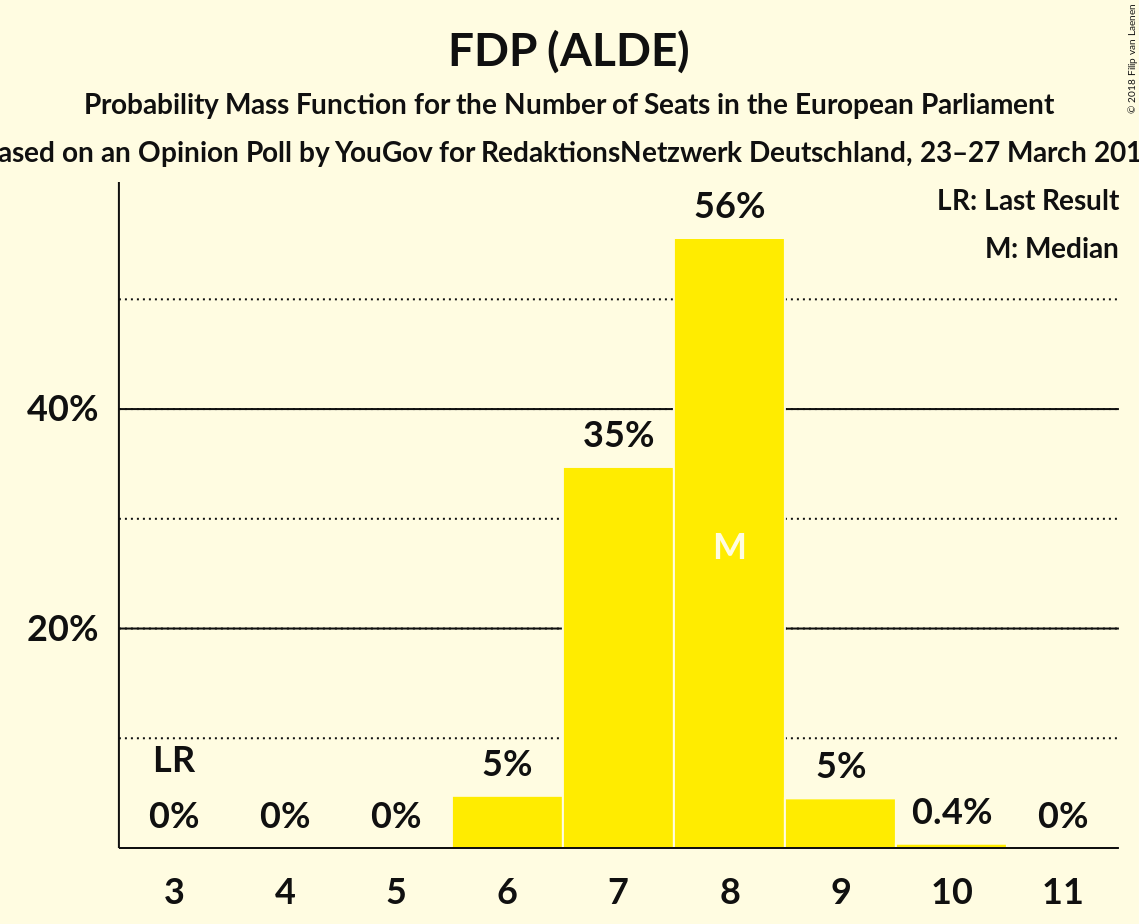 FDP (ALDE)
Probability Mass Function for the Number of Seats in the European Parliament
ased on an Opinion Poll by YouGov for RedaktionsNetzwerk Deutschland, 23–27 March 201
© 2018 Filip van Laenen
LR: Last Result
M: Median
56%
40%
35%
M
20%
LR
5%
5%
0%
0%
0%
0.4%
0%
3 4 5 6 7 8 9 10 11